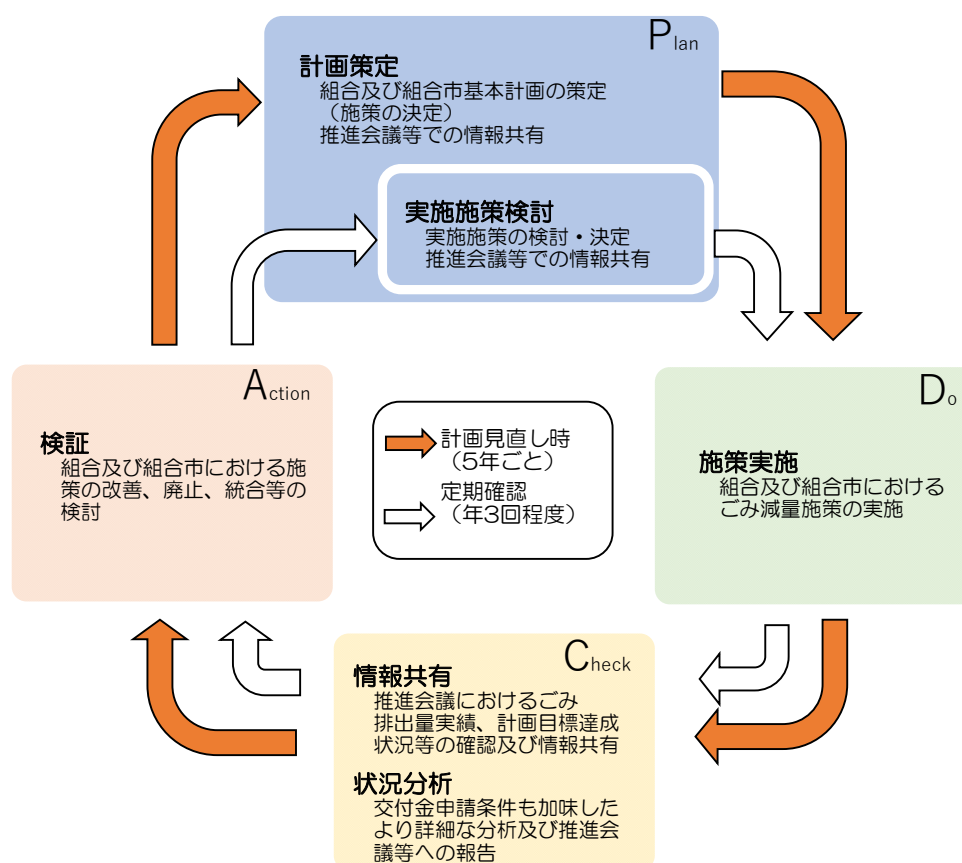 Plan
計画策定
組合及び組合市基本計画の策定
(施策の決定)
推進会議等での情報共有
実施施策検討
実施施策の検討・決定
推進会議等での情報共有
Action
検証
組合及び組合市における施
策の改善、廃止、統合等の
検討
計画見直し時
(5年ごと)
定期確認
(年3回程度)
Do
施策実施
組合及び組合市における
ごみ減量施策の実施
Check
情報共有
推進会議におけるごみ
排出量実績、計画目標達成
状況等の確認及び情報共有
状況分析
交付金申請条件も加味した
より詳細な分析及び推進会
議等への報告